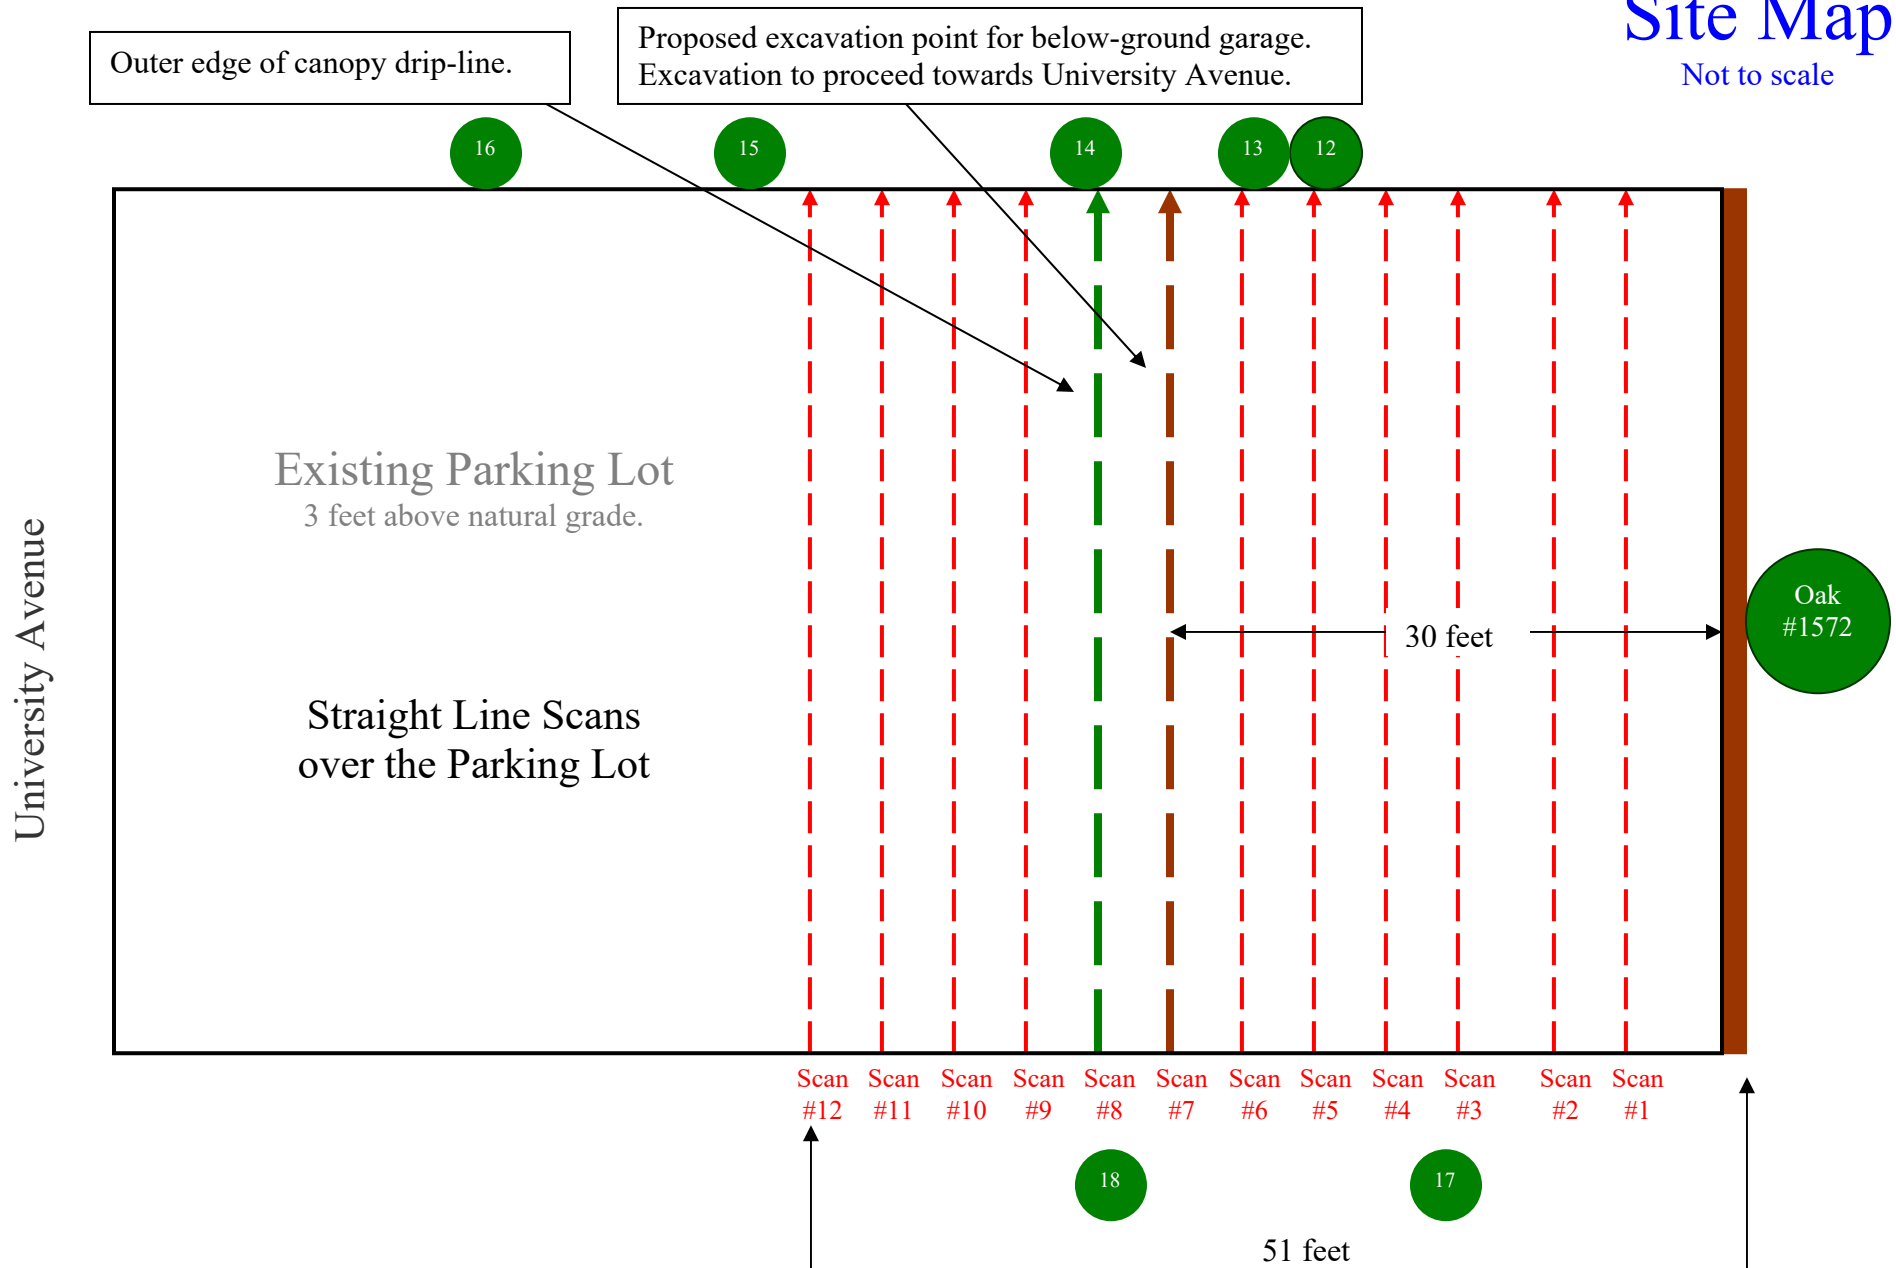 Site Map
Not to scale
Outer edge of canopy drip-line.
Proposed excavation point for below-ground garage.
Excavation to proceed towards University Avenue.
16
15
14
13
12
Existing Parking Lot
3 feet above natural grade.
University Avenue
Oak
#1572
30 feet
Straight Line Scans
over the Parking Lot
Scan
#12
Scan
#11
Scan
#10
Scan
#9
Scan
#8
Scan
#7
Scan
#6
Scan
#5
Scan
#4
Scan
#3
Scan
#2
Scan
#1
18
17
51 feet